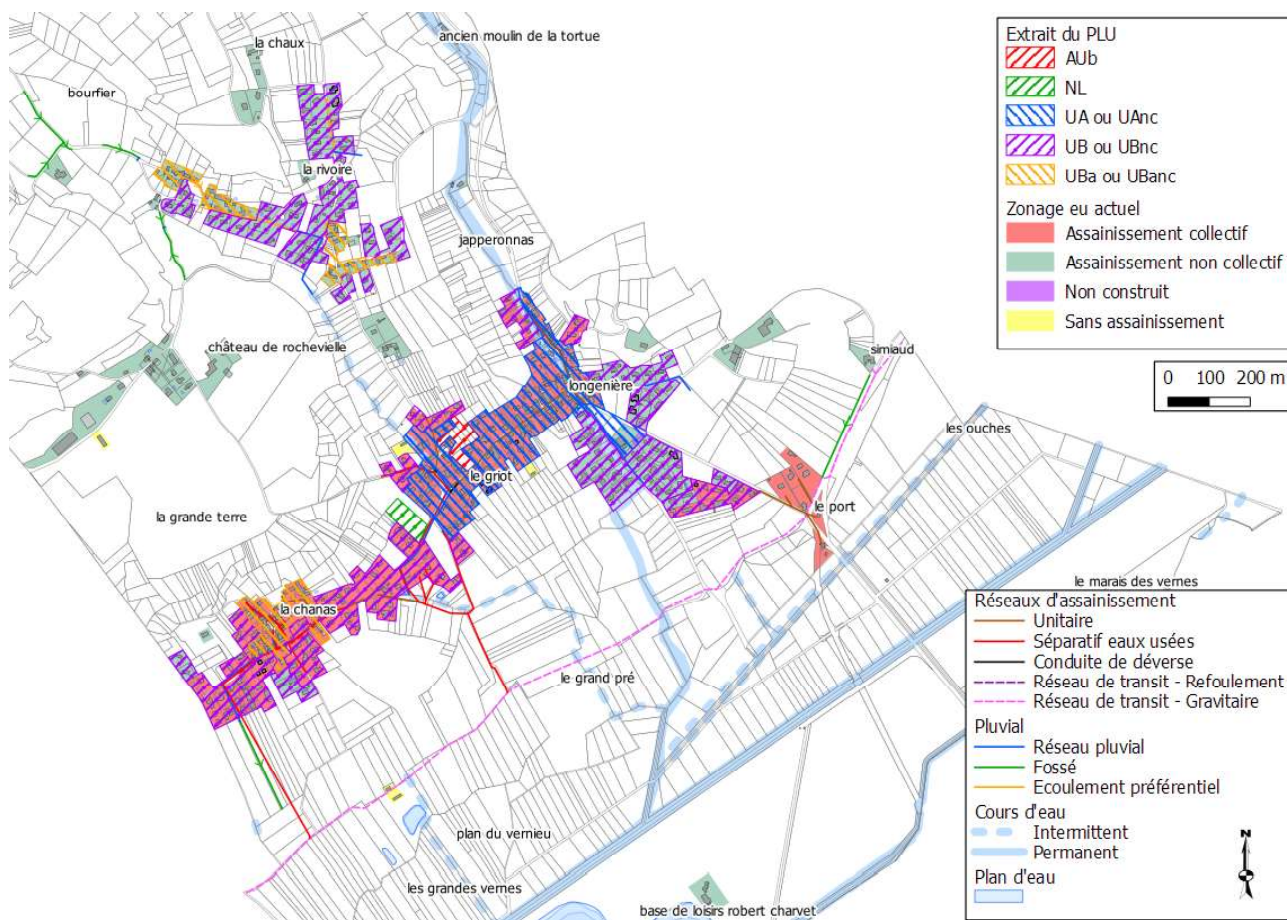 ancien moulin de la tortue
la chaux
bourfier
la rivoire
japperonnas
château de rochevielle
longenière
simiaud
les ouches
le griot
le port
la grande terre
le marais des vernes
la chanas
le grand pré
plan du vernieu
les grandes vernes
base de loisirs robert charvet
Extrait du PLU
AUb
NL
UA ou UAnc
UB ou UBnc
UBa ou UBanc
Zonage eu actuel
Assainissement collectif
Assainissement non collectif
Non construit
Sans assainissement
0 100 200 m
Réseaux d'assainissement
Unitaire
Séparatif eaux usées
Conduite de déverse
Réseau de transit - Refoulement
Réseau de transit - Gravitaire
Pluvial
Réseau pluvial
Fossé
Ecoulement préférentiel
Cours d'eau
Intermittent
Permanent
Plan d'eau
N